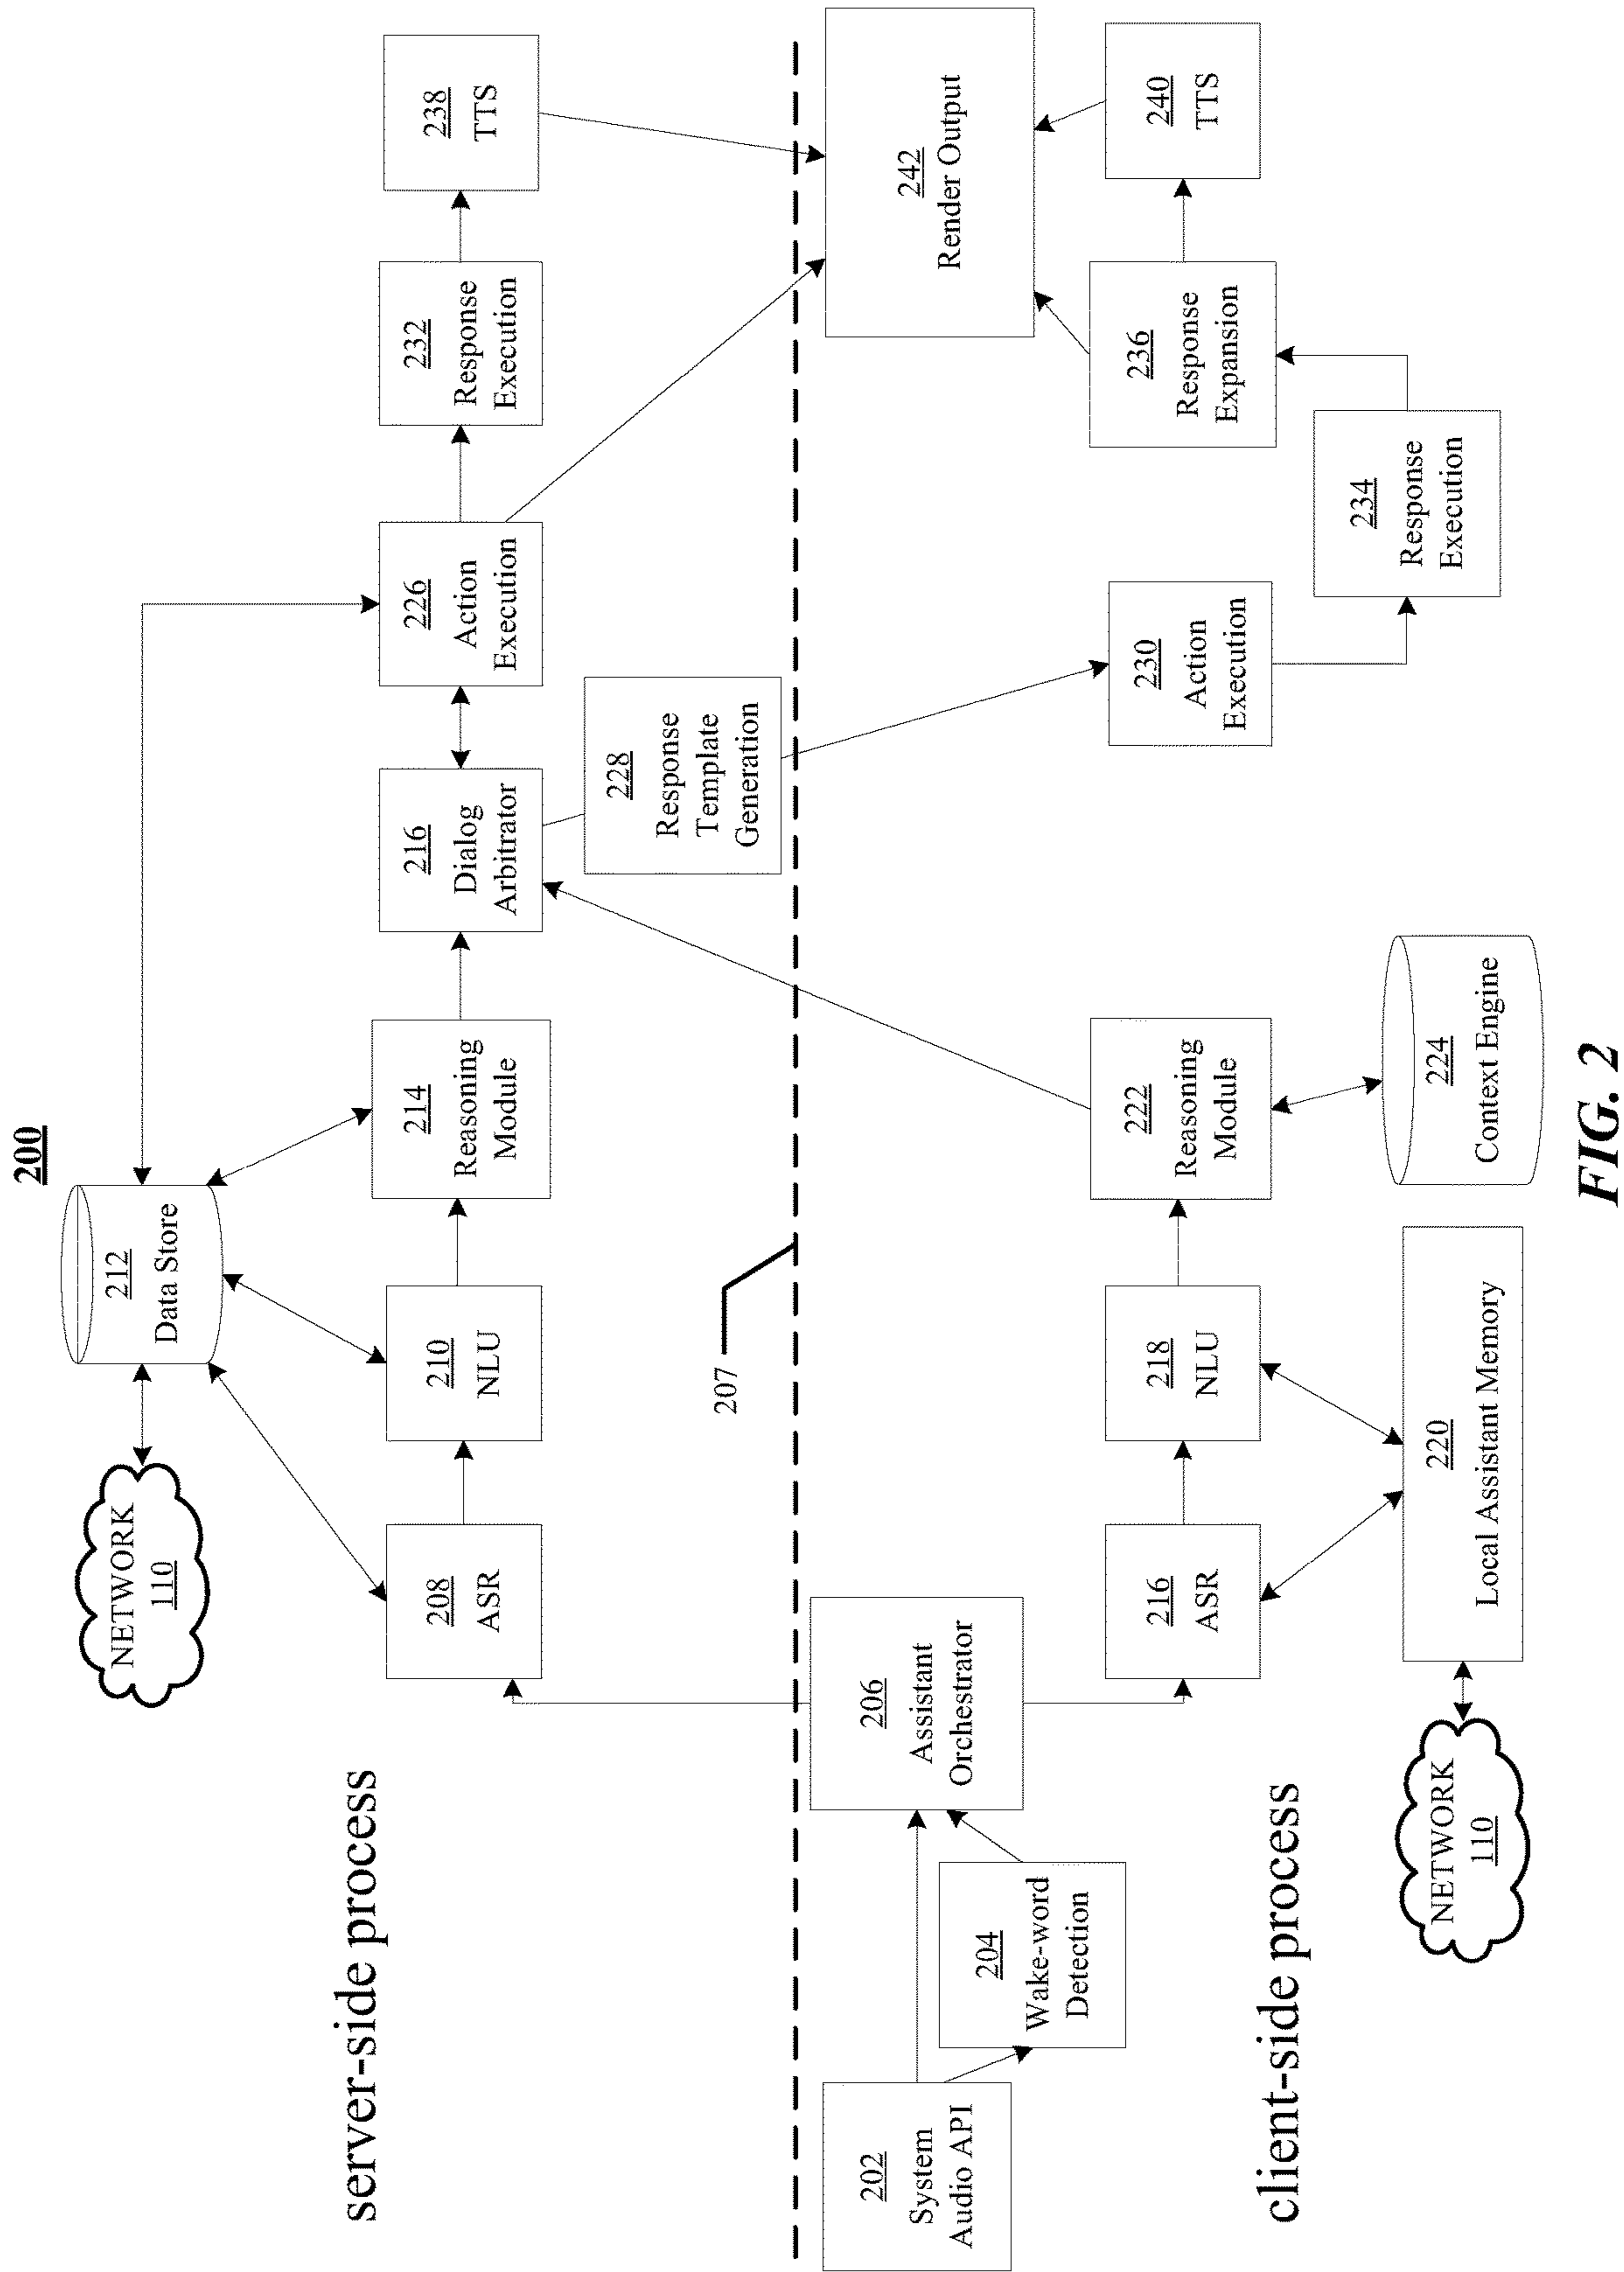 200
NETWORK
110
212
Data Store
server-side process
208
ASR
210
NLU
214
Reasoning
Module
216
Dialog
Arbitrator
226
Action
Execution
232
Response
Execution
238
TTS
228
Response
Template
Generation
207
202
System
Audio API
204
Wake-word
Detection
206
Assistant
Orchestrator
242
Render Output
client-side process
216
ASR
218
NLU
222
Reasoning
Module
230
Action
Execution
236
Response
Expansion
240
TTS
234
Response
Execution
NETWORK
110
220
Local Assistant Memory
224
Context Engine
FIG. 2